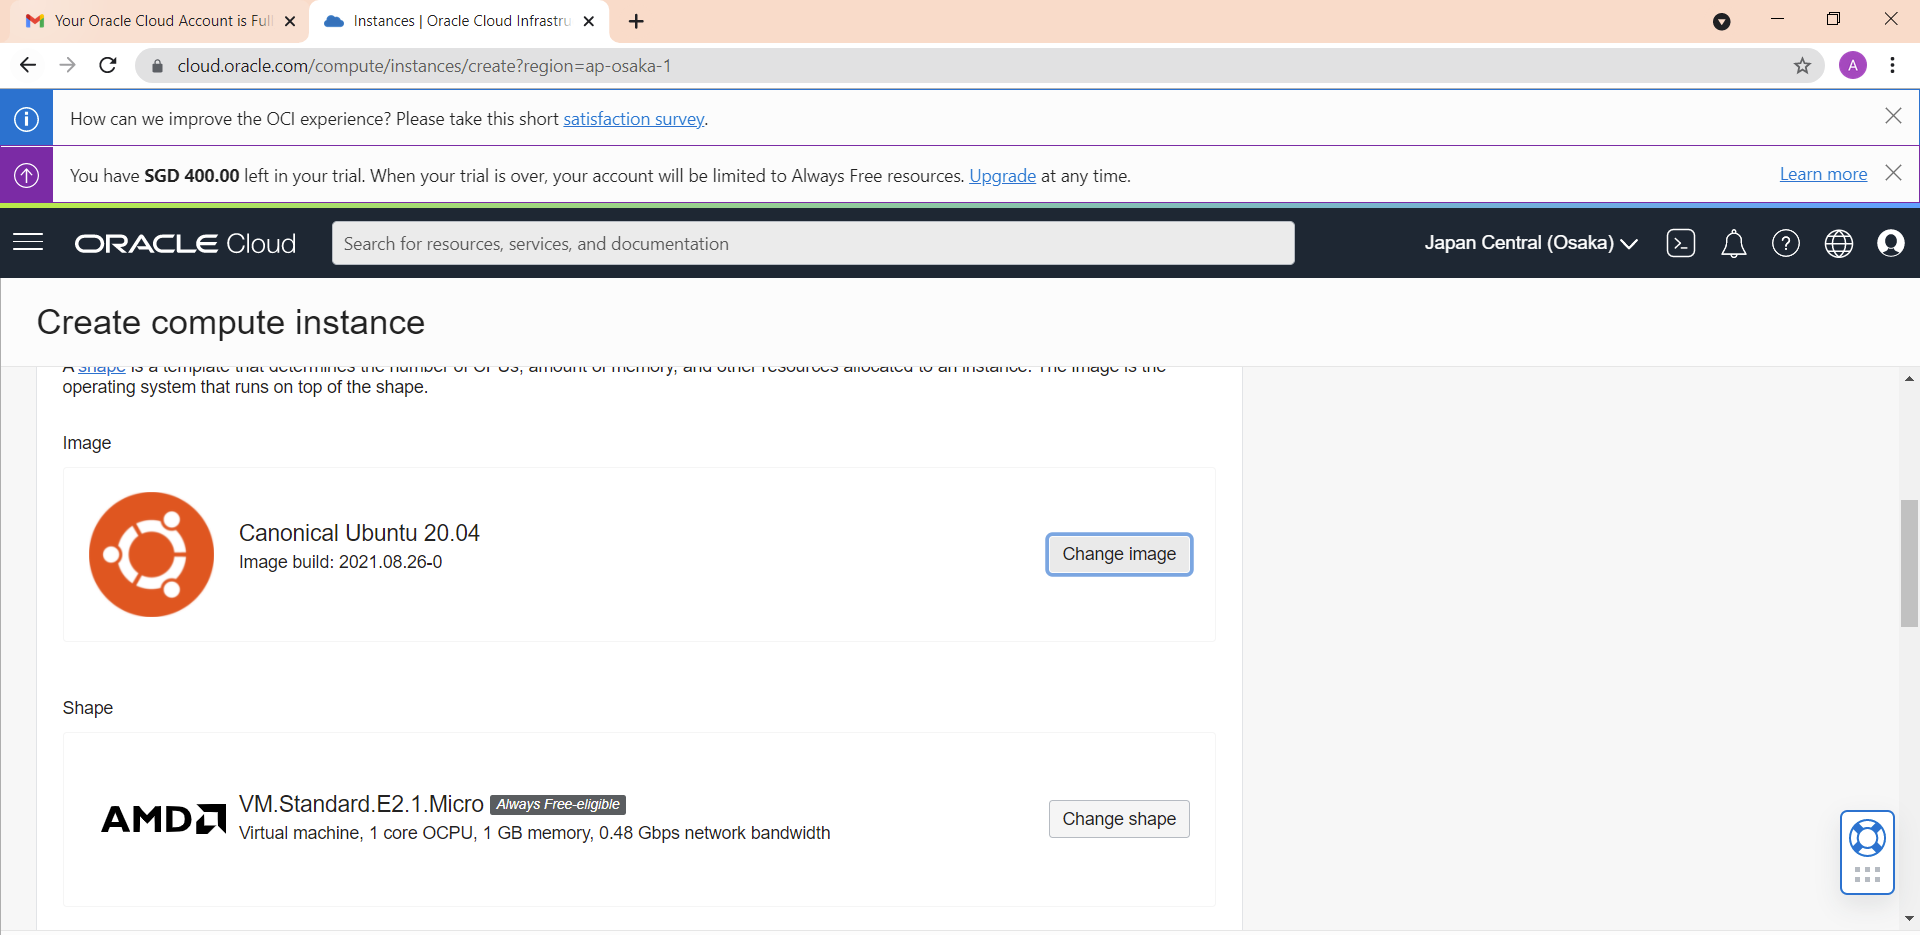 Your Oracle Cloud Account is Full
Instances | Oracle Cloud Infrastru
cloud.oracle.com/compute/instances/create?region=ap-osaka-1
A
How can we improve the OCI experience? Please take this short satisfaction survey.
You have SGD 400.00 left in your trial. When your trial is over, your account will be limited to Always Free resources. Upgrade at any time.
Learn more
ORACLE Cloud
Search for resources, services, and documentation
Japan Central (Osaka)
Create compute instance
A shape is a template that determines the number of CPUs, amount of memory, and other resources allocated to an instance. The image is the
operating system that runs on top of the shape.
Image
Canonical Ubuntu 20.04
Image build: 2021.08.26-0
Change image
Shape
AMD
VM.Standard.E2.1.Micro Always Free-eligible
Virtual machine, 1 core OCPU, 1 GB memory, 0.48 Gbps network bandwidth
Change shape